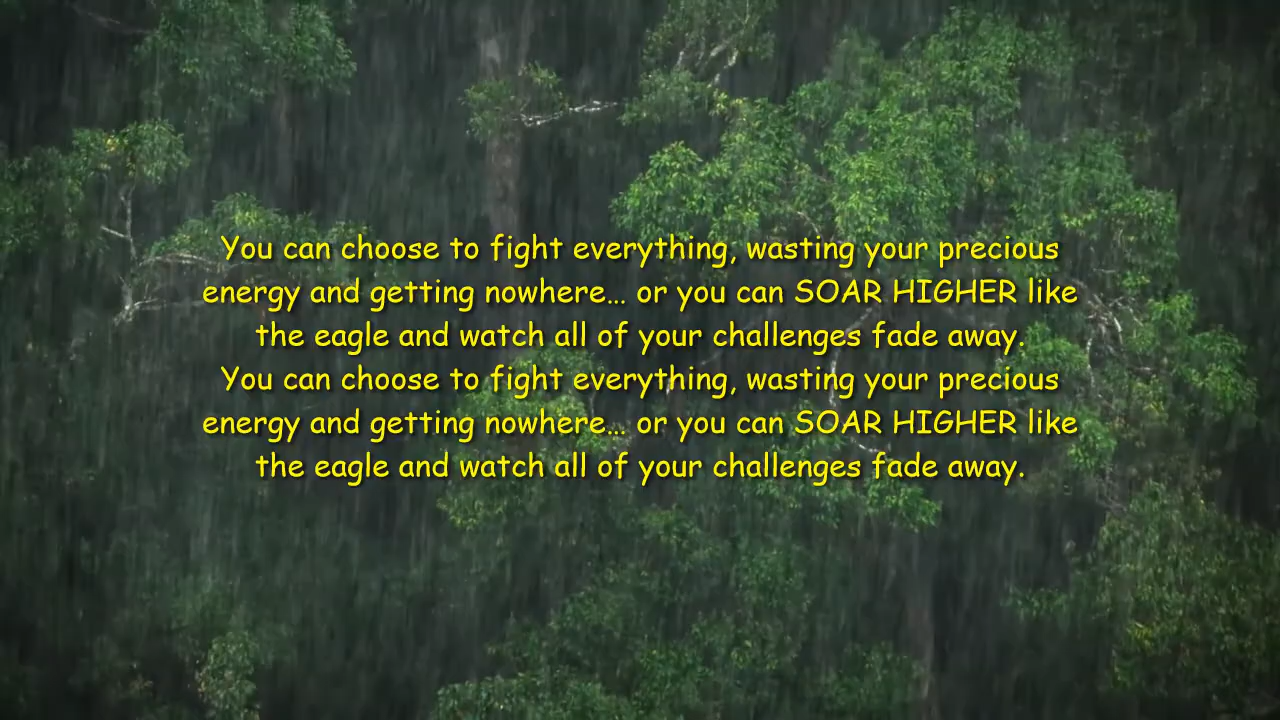 You can choose to fight everything, wasting your precious
energy and getting nowhere... or you can SOAR HIGHER like
the eagle and watch all of your challenges fade away.
You can choose to fight everything, wasting your precious
energy and getting nowhere... or you can SOAR HIGHER like
the eagle and watch all of your challenges fade away.